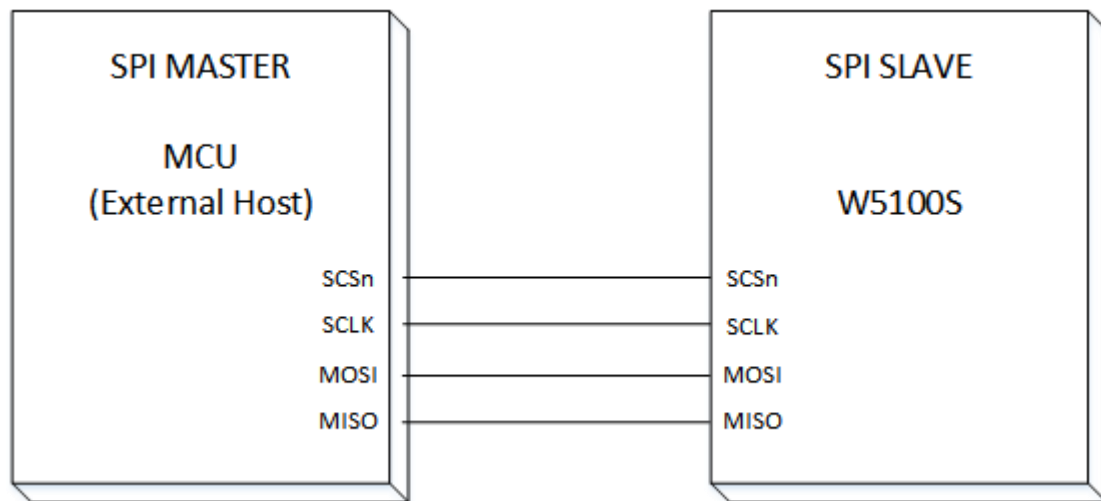 SPI MASTER
MCU
(External Host)
SCSn
SCLK
MOSI
MISO
SPI SLAVE
W5100S
SCSn
SCLK
MOSI
MISO